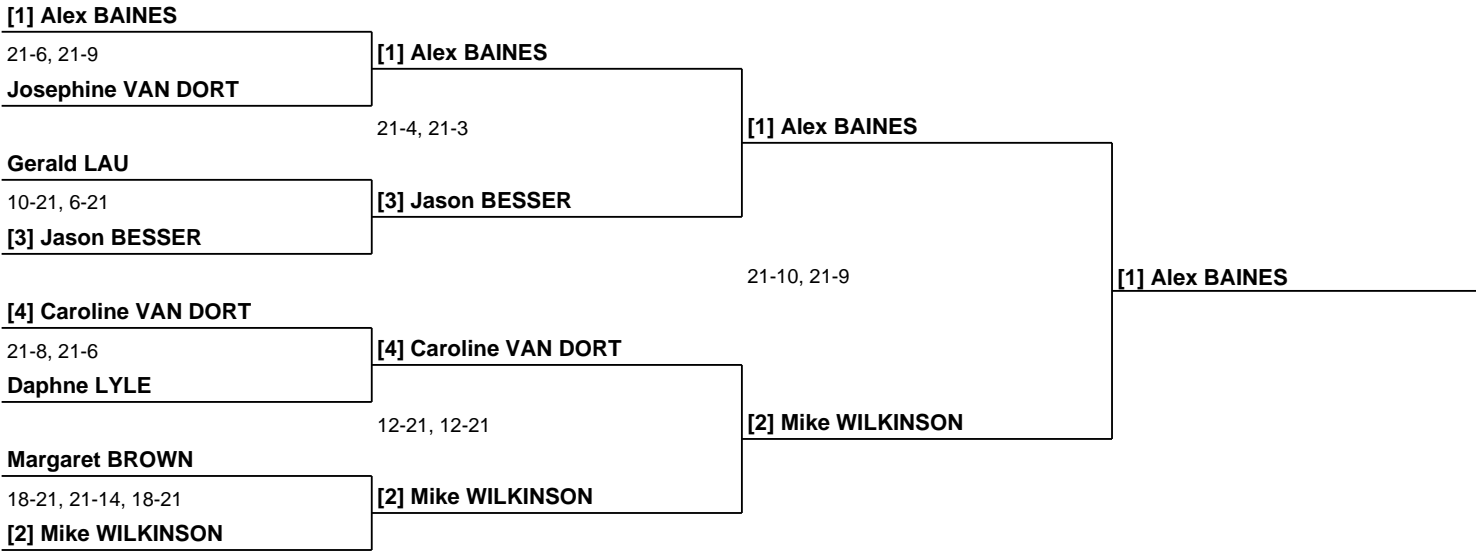 [1] Alex BAINES
21-6, 21-9
Josephine VAN DORT
[1] Alex BAINES
21-4, 21-3
Gerald LAU
10-21, 6-21
[3] Jason BESSER
[3] Jason BESSER
[1] Alex BAINES
21-10, 21-9
[1] Alex BAINES
[4] Caroline VAN DORT
21-8, 21-6
Daphne LYLE
[4] Caroline VAN DORT
12-21, 12-21
Margaret BROWN
18-21, 21-14, 18-21
[2] Mike WILKINSON
[2] Mike WILKINSON
[2] Mike WILKINSON